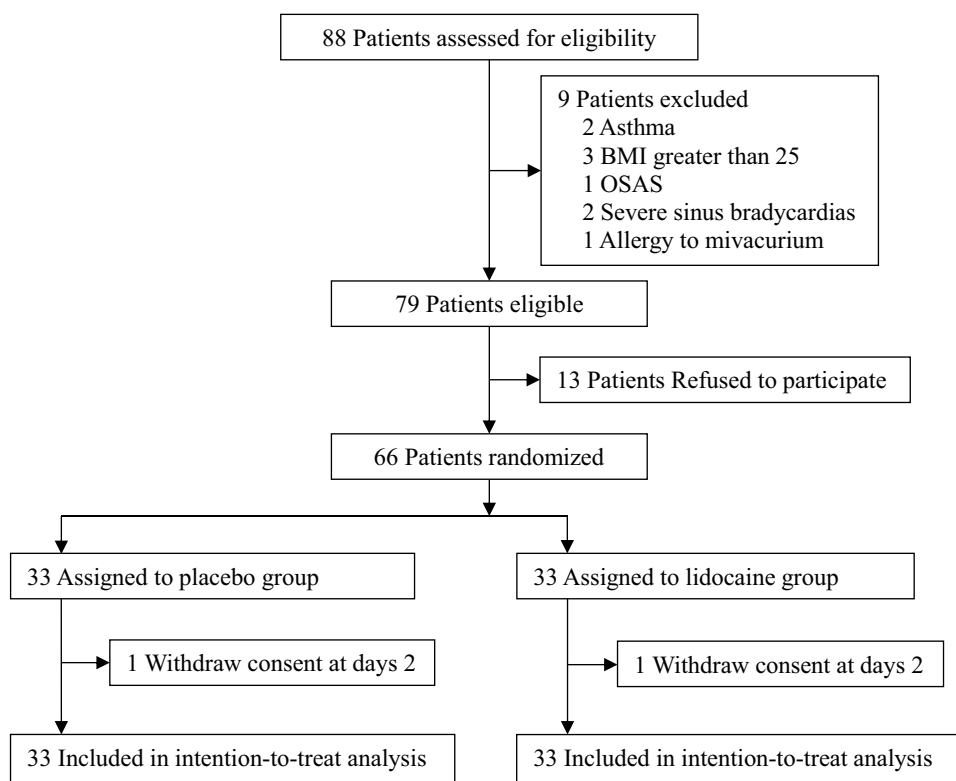 88 Patients assessed for eligibility
9 Patients excluded
2 Asthma
3 BMI greater than 25
1 OSAS
2 Severe sinus bradycardias
1 Allergy to mivacurium
79 Patients eligible
13 Patients Refused to participate
66 Patients randomized
33 Assigned to placebo group
33 Assigned to lidocaine group
1 Withdraw consent at days 2
1 Withdraw consent at days 2
33 Included in intention-to-treat analysis
33 Included in intention-to-treat analysis